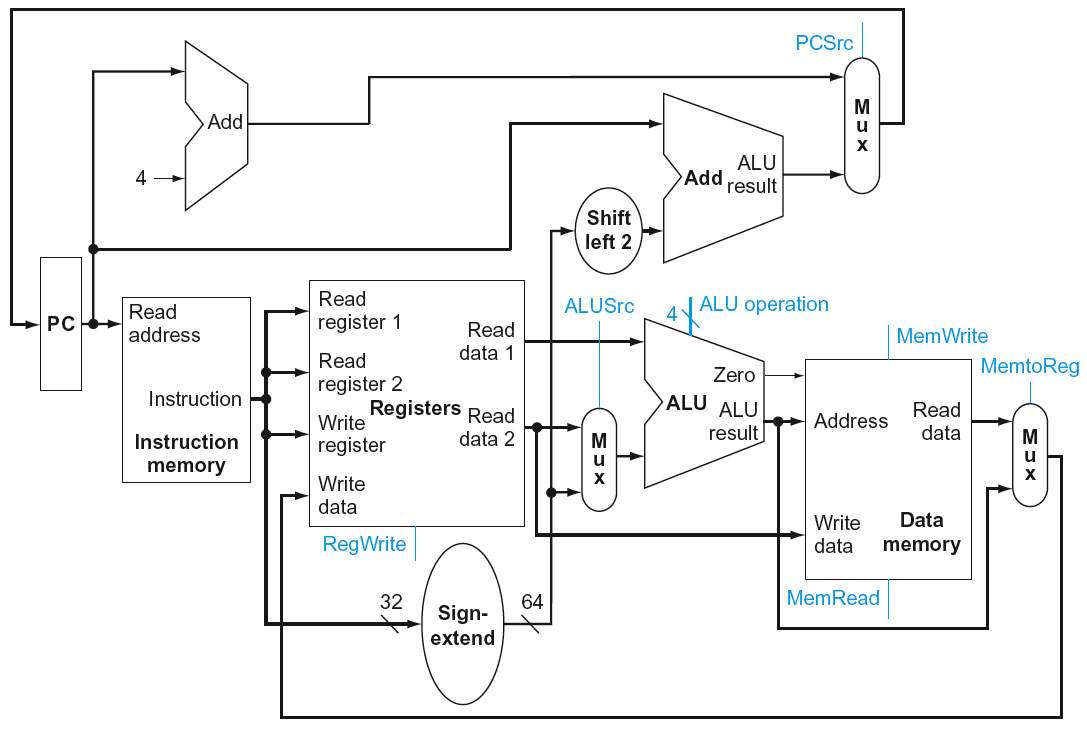 PCSrc
Add
4
M
u
x
Add
ALU
result
Shift
left 2
PC
Read
address
Instruction
Instruction
memory
Read
register 1
Read
register 2
Write
register
Write
data
Registers
Read
data 1
Read
data 2
RegWrite
ALUSrc
M
u
x
4
ALU operation
Zero
ALU
ALU
result
MemWrite
Address
Read
data
Write
data
Data
memory
MemRead
MemtoReg
M
u
x
32
Sign-
extend
64